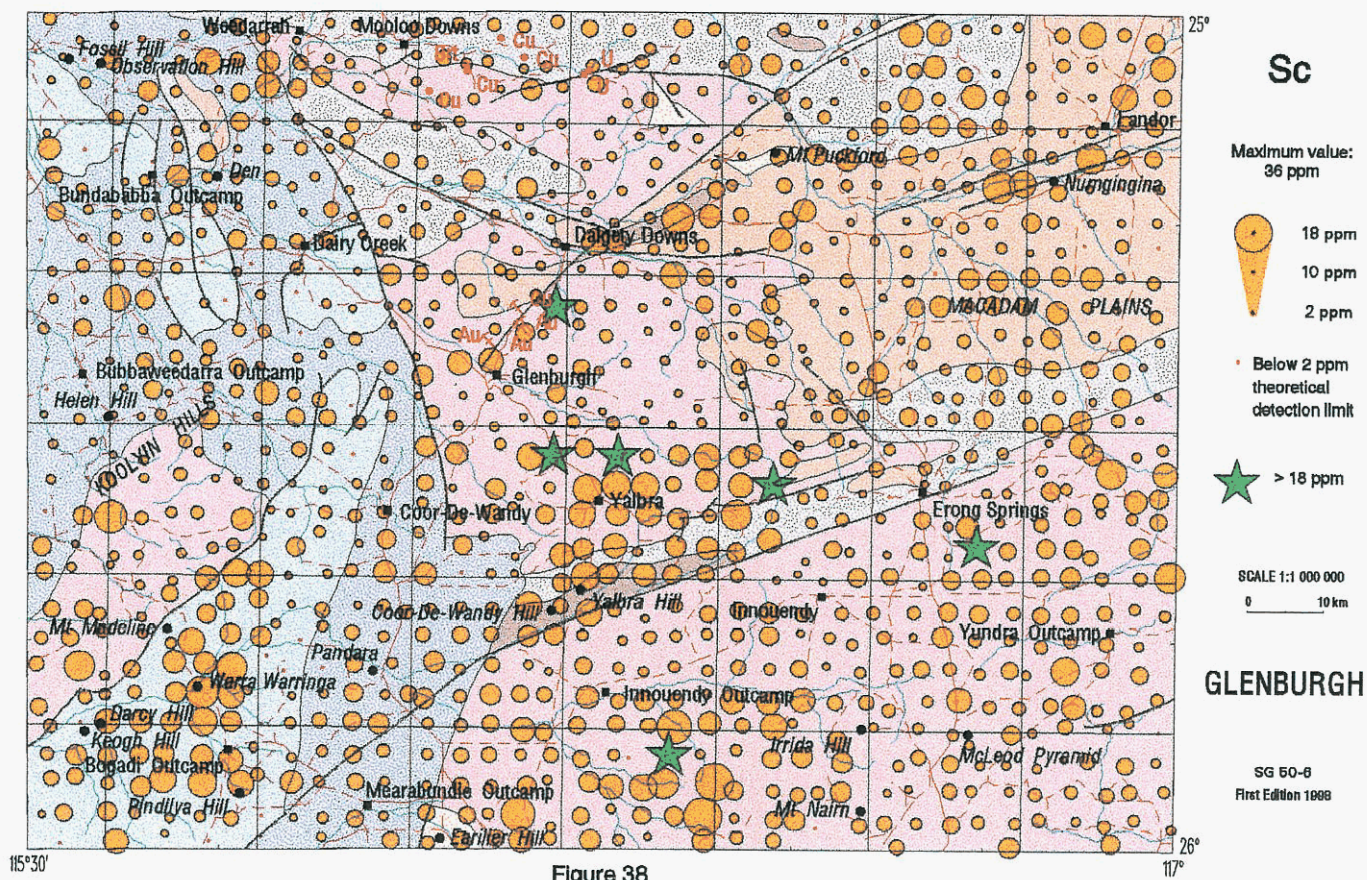 Weedarrah
Mooloo Downs
25°
Fossil Hill
Observation Hill
Cu
Cu
U
Cu
U
Cu
Landor
Mt Puckford
Den
Numgingina
Bundababba Outcamp
Dairy Creek
Dalgety Downs
MACADAM PLAINS
Au
Au
Au
Au
Bubbaweedarra Outcamp
Glenburgh
Helen Hill
KOOLYIN HILLS
Coor-De-Wandy
Yalbra
Erong Springs
Coor-De-Wandy Hill
Yalbra Hill
Innouendy
Mt Madeline
Pandara
Yundra Outcamp
Warra Warringa
Innouendy Outcamp
Darcy Hill
Keogh Hill
Irrida Hill
McLeod Pyramid
Bogadi Outcamp
Mearabundie Outcamp
Pindilya Hill
Mt Nairn
Earilier Hill
115°30'
117°
26°
Sc
Maximum value:
36 ppm
18 ppm
10 ppm
2 ppm
Below 2 ppm
theoretical
detection limit
> 18 ppm
SCALE 1:1 000 000
0 10 km
GLENBURGH
SG 50-6
First Edition 1998
Figure 38